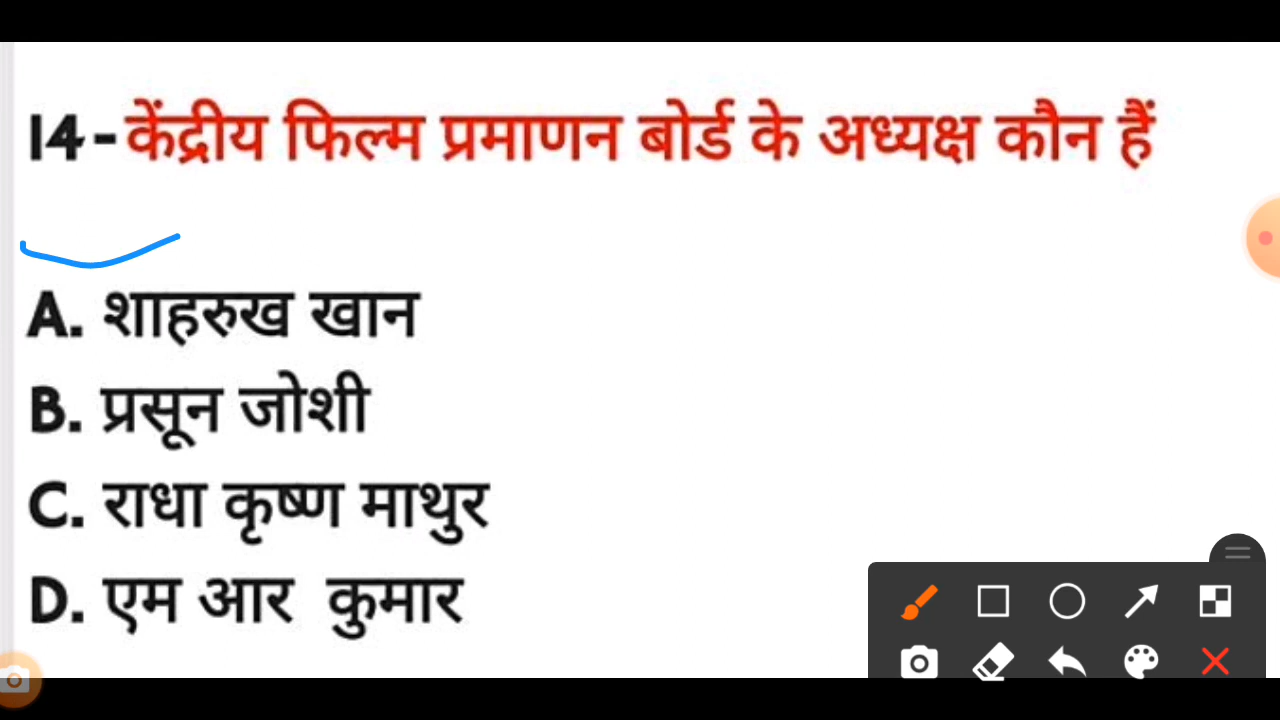 14-केंद्रीय फिल्म प्रमाणन बोर्ड के अध्यक्ष कौन हैं
A. शाहरुख खान
B. प्रसून जोशी
C. राधा कृष्ण माथुर
D. एम आर कुमार